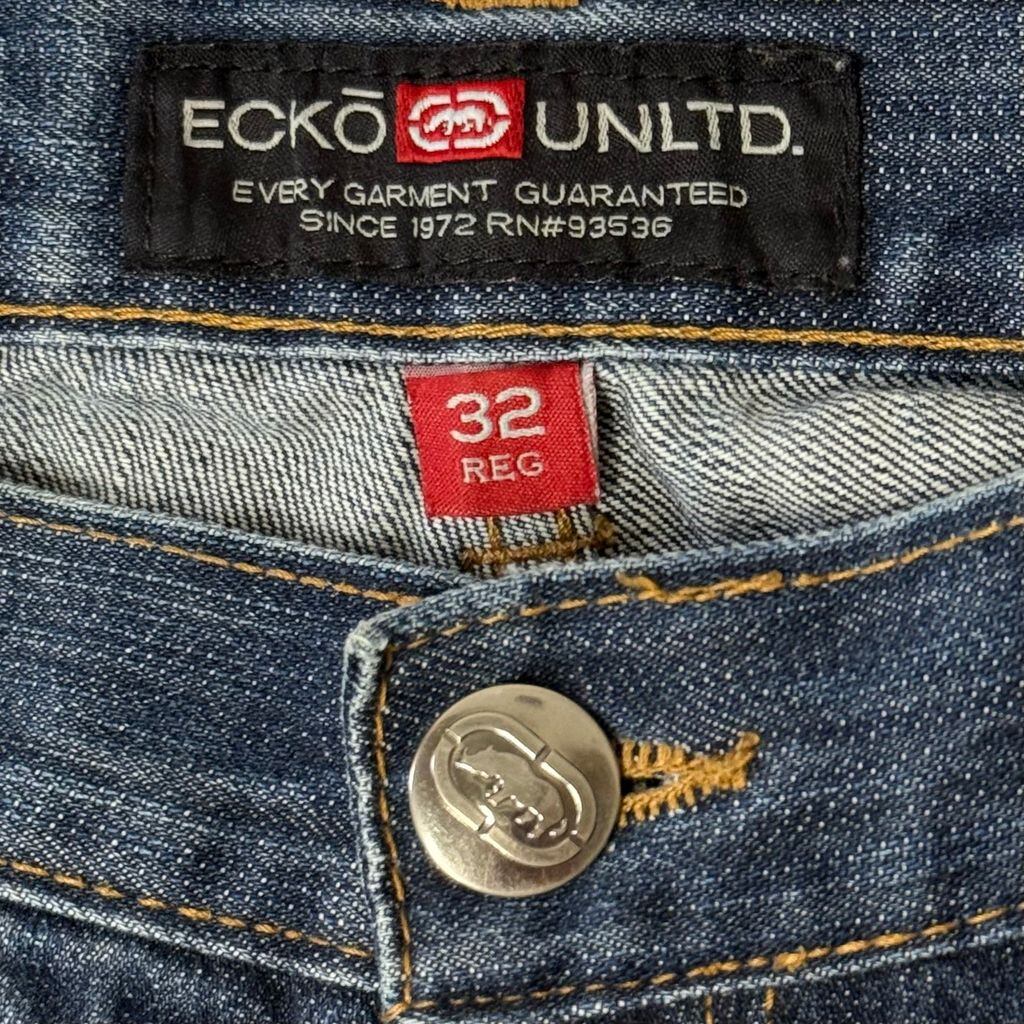 ECKŌ UNLTD.
EVERY GARMENT GUARANTEED
SINCE 1972 RN#93536
32
REG